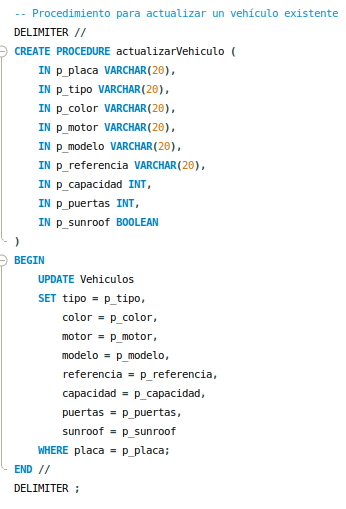 -- Procedimiento para actualizar un vehículo existente
DELIMITER //
CREATE PROCEDURE actualizarVehiculo (
    IN p_placa VARCHAR(20),
    IN p_tipo VARCHAR(20),
    IN p_color VARCHAR(20),
    IN p_motor VARCHAR(20),
    IN p_modelo VARCHAR(20),
    IN p_referencia VARCHAR(20),
    IN p_capacidad INT,
    IN p_puertas INT,
    IN p_sunroof BOOLEAN
)
BEGIN
    UPDATE Vehiculos
    SET tipo = p_tipo,
        color = p_color,
        motor = p_motor,
        modelo = p_modelo,
        referencia = p_referencia,
        capacidad = p_capacidad,
        puertas = p_puertas,
        sunroof = p_sunroof
    WHERE placa = p_placa;
END //
DELIMITER ;